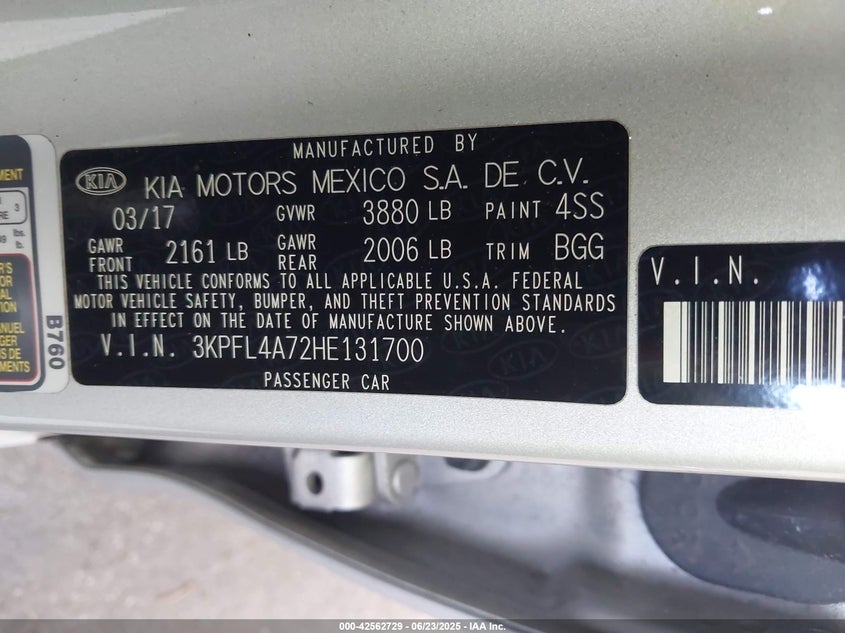 MANUFACTURED BY
KIA KIA MOTORS MEXICO S.A. DE C.V.
03/17 GVWR 3880 LB PAINT 4SS
GAWR FRONT 2161 LB GAWR REAR 2006 LB TRIM BGG
THIS VEHICLE CONFORMS TO ALL APPLICABLE U.S.A. FEDERAL
MOTOR VEHICLE SAFETY, BUMPER, AND THEFT PREVENTION STANDARDS
IN EFFECT ON THE DATE OF MANUFACTURE SHOWN ABOVE.
V.I.N. 3KPFL4A72HE131700
PASSENGER CAR
V.I.N.
B760
3
lbs.
000-42562729 - 06/23/2025 - IAA Inc.